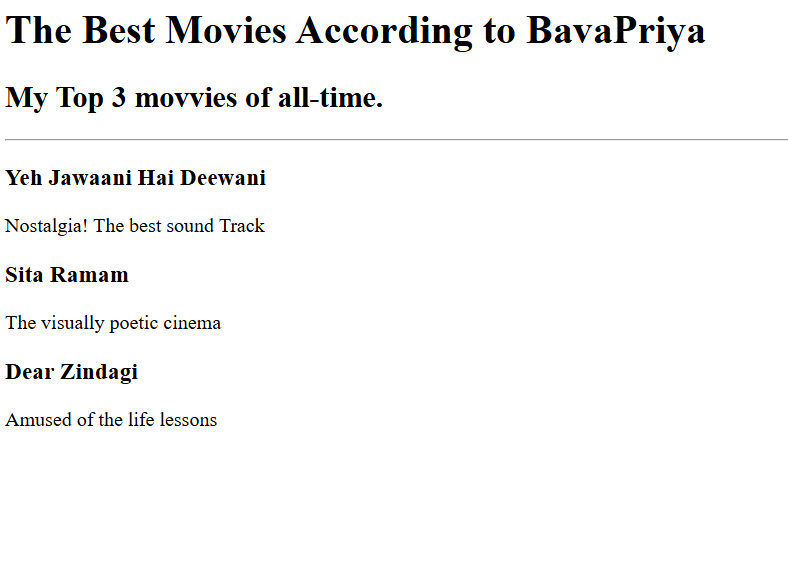 The Best Movies According to BavaPriya
My Top 3 movvies of all-time.
Yeh Jawaani Hai Deewani
Nostalgia! The best sound Track
Sita Ramam
The visually poetic cinema
Dear Zindagi
Amused of the life lessons